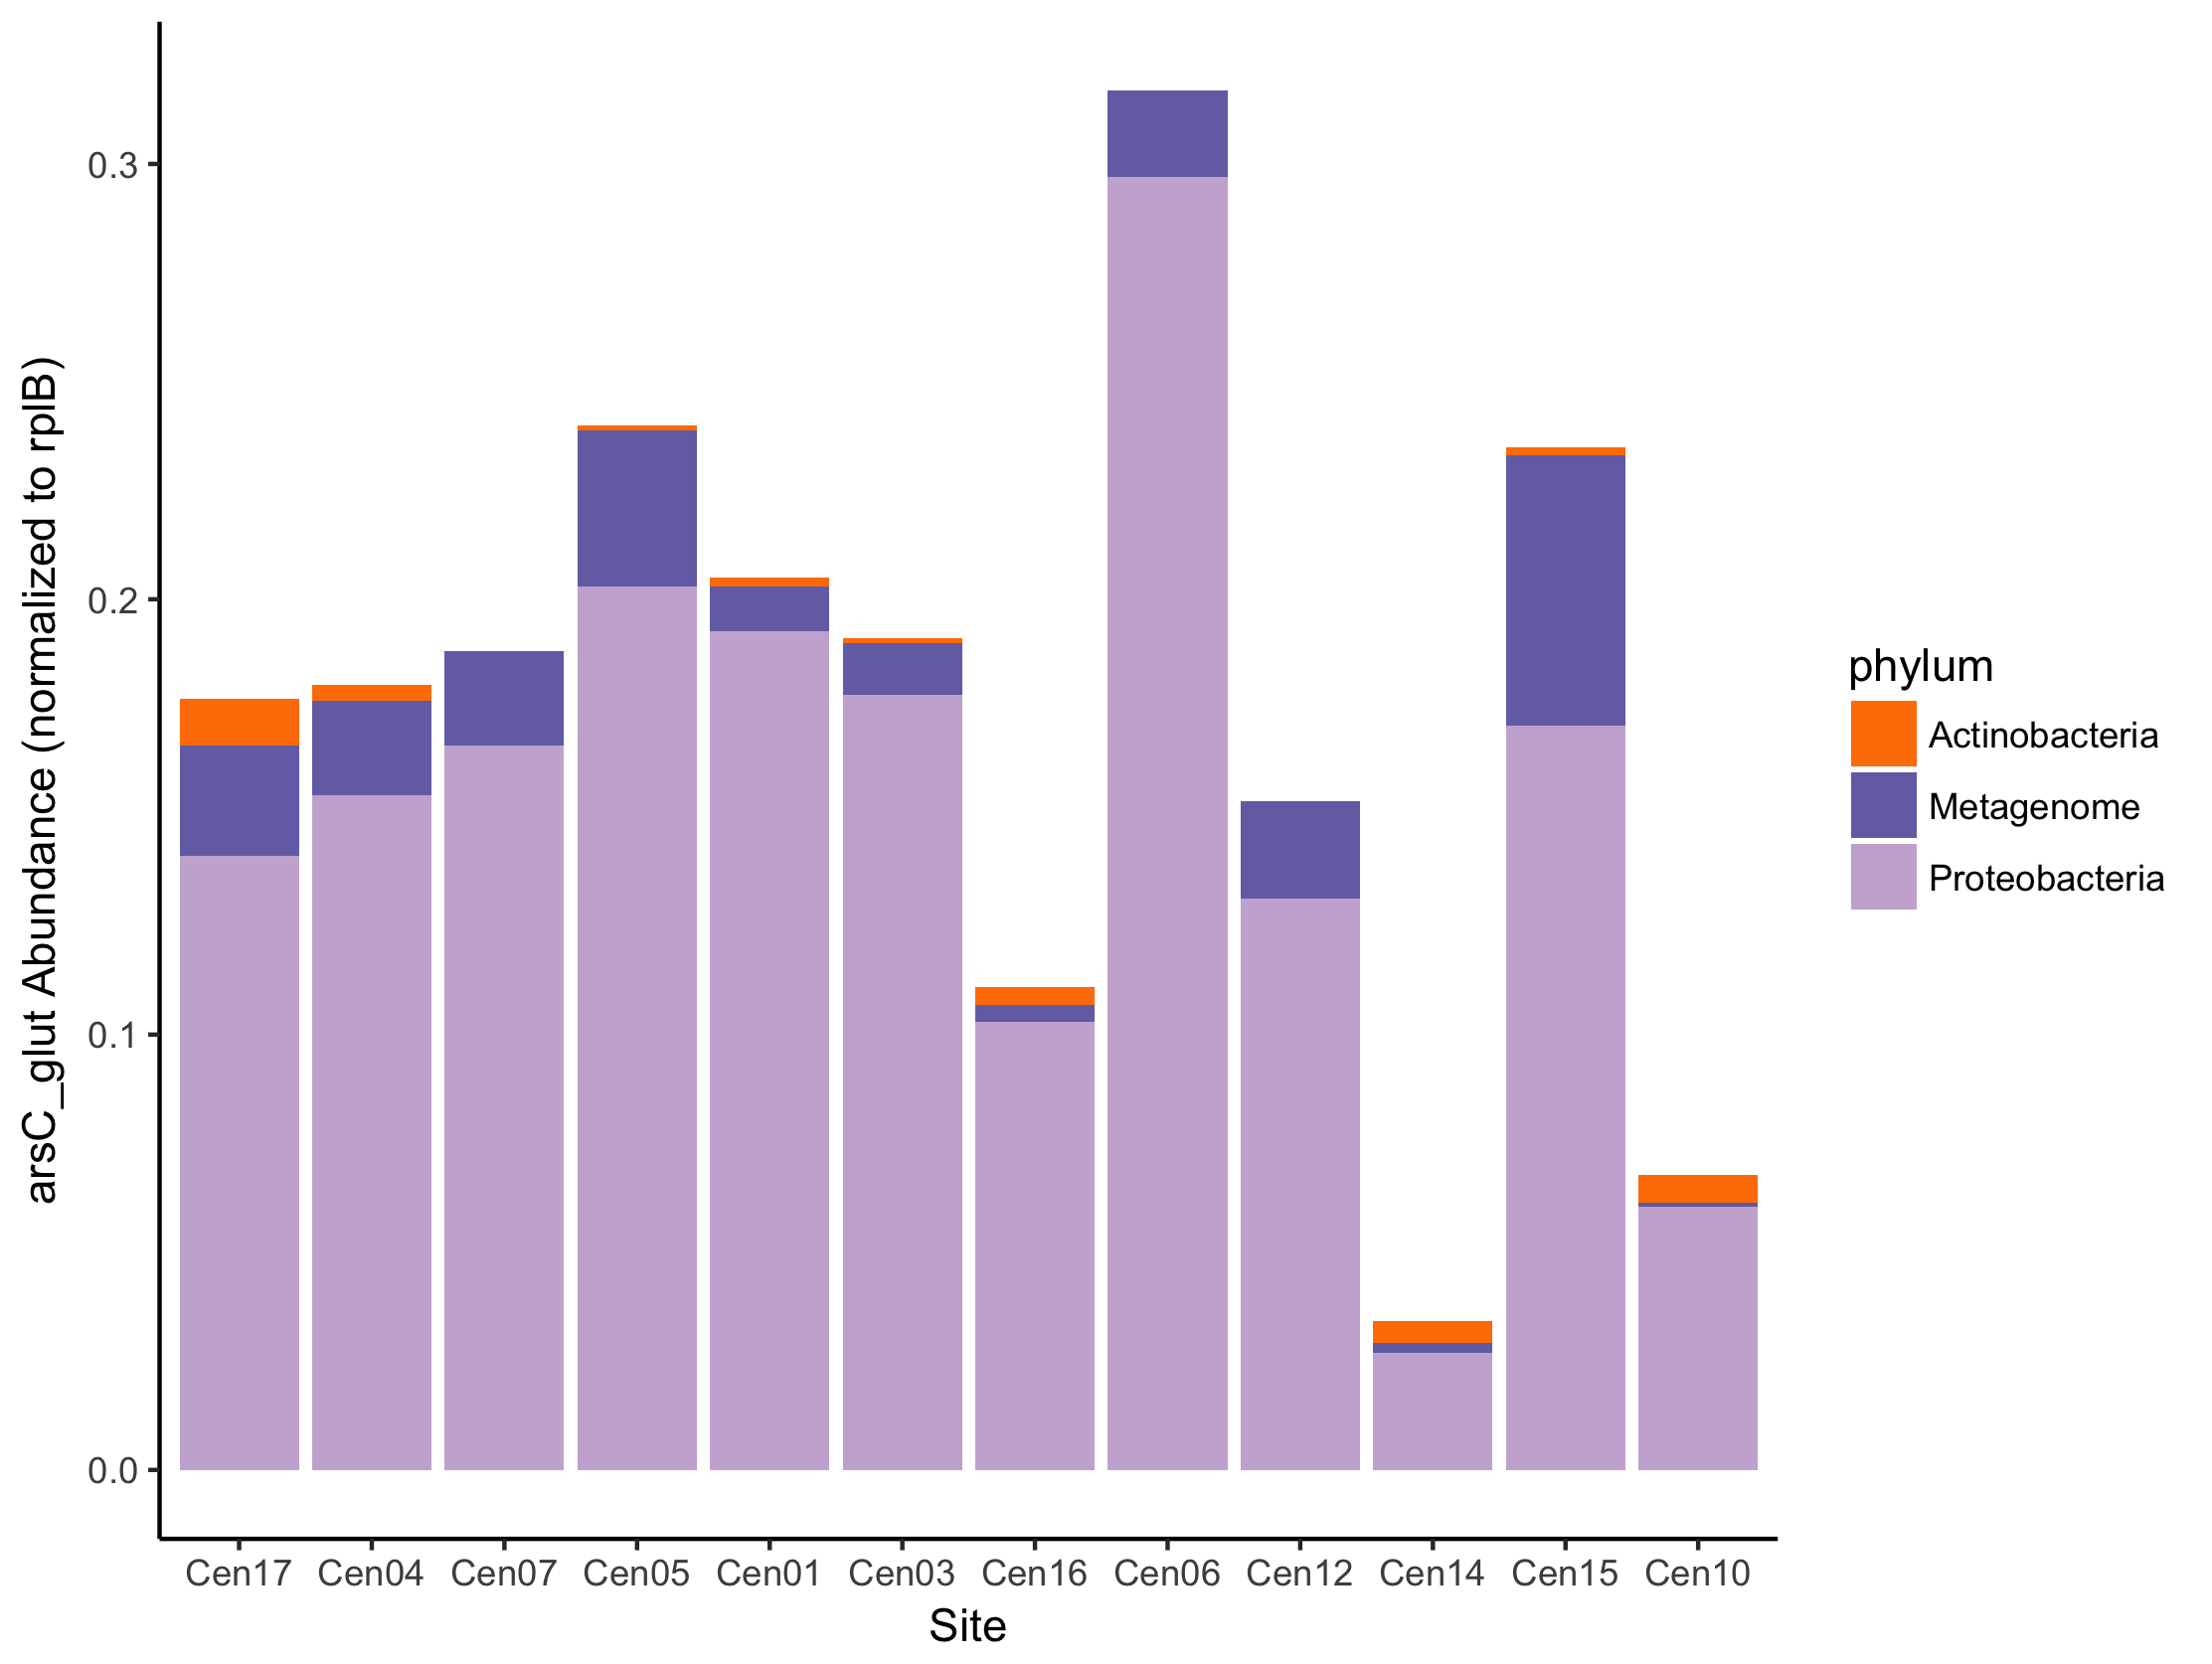 arsC_glut Abundance (normalized to rplB)
0.3
0.2
0.1
0.0
Cen17 Cen04 Cen07 Cen05 Cen01 Cen03 Cen16 Cen06 Cen12 Cen14 Cen15 Cen10
Site
phylum
Actinobacteria
Metagenome
Proteobacteria